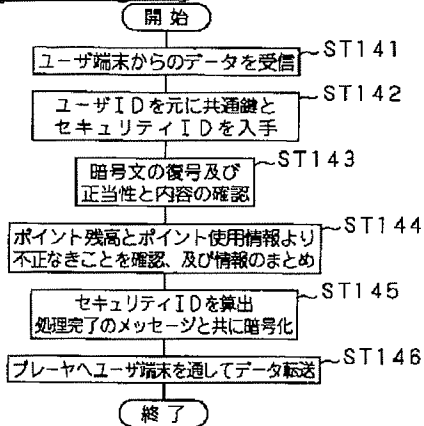 開始
ユーザ端末からのデータを受信
ST141
ユーザIDを元に共通鍵と
セキュリティIDを入手
ST142
暗号文の復号及び
正当性と内容の確認
ST143
ポイント残高とポイント使用情報より
不正なきことを確認、及び情報のまとめ
ST144
セキュリティIDを算出
処理完了のメッセージと共に暗号化
ST145
プレーヤへユーザ端末を通してデータ転送
ST146
終了